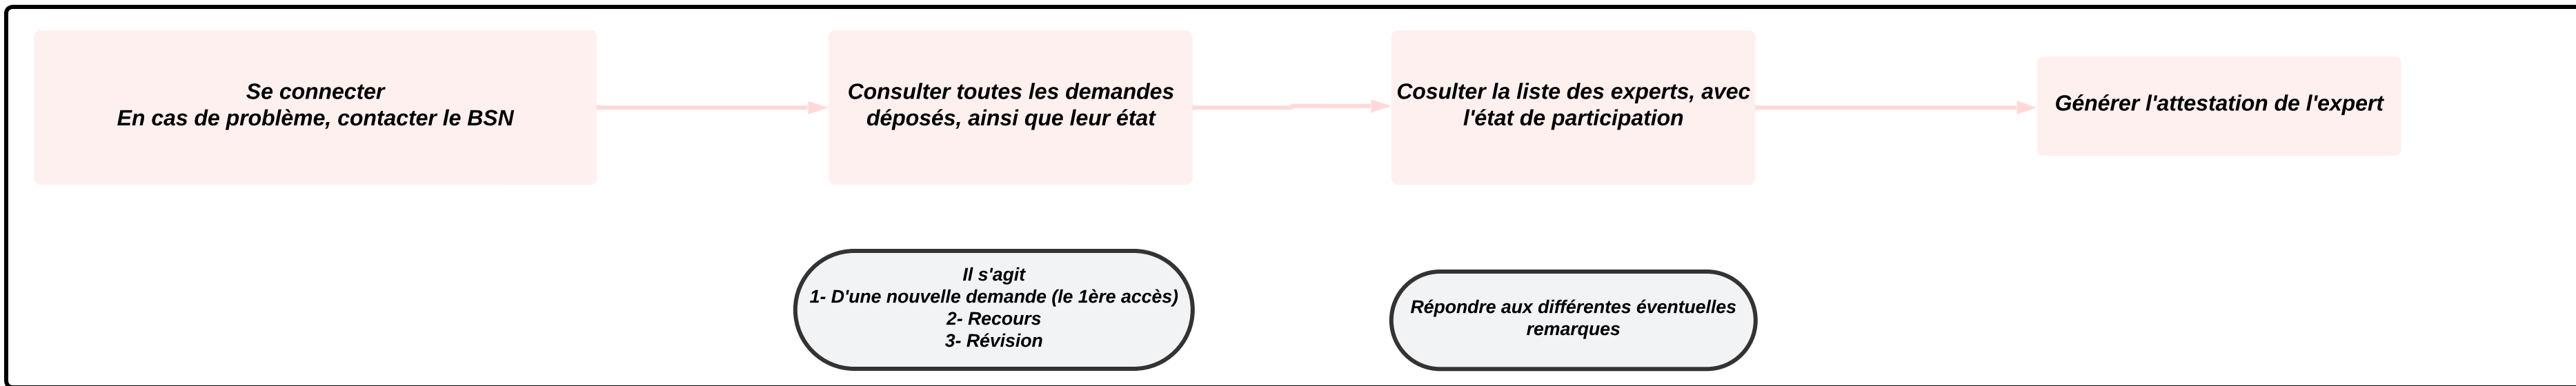 Se connecter
En cas de problème, contacter le BSN
Consulter toutes les demandes
déposés, ainsi que leur état
Cosulter la liste des experts, avec
l'état de participation
Générer l'attestation de l'expert
Il s'agit
1- D'une nouvelle demande (le 1ère accès)
2- Recours
3- Révision
Répondre aux différentes éventuelles
remarques